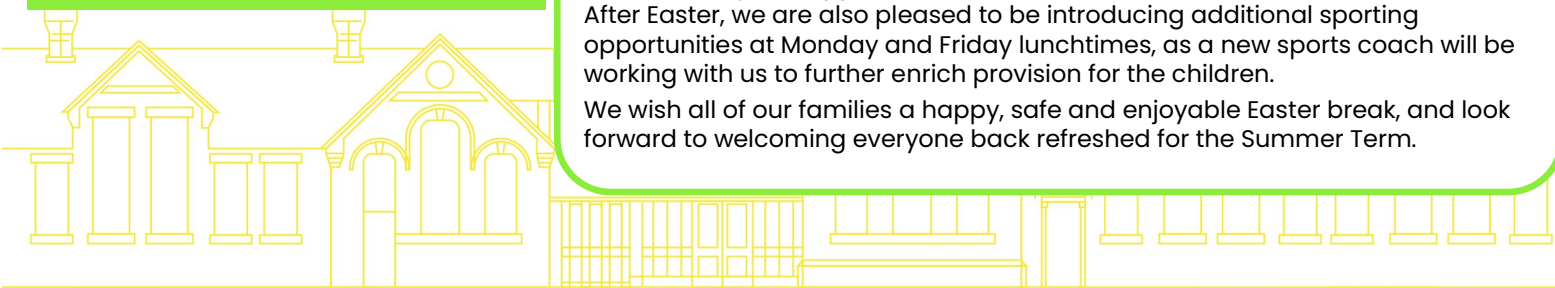 After Easter, we are also pleased to be introducing additional sporting
opportunities at Monday and Friday lunchtimes, as a new sports coach will be
working with us to further enrich provision for the children.
We wish all of our families a happy, safe and enjoyable Easter break, and look
forward to welcoming everyone back refreshed for the Summer Term.